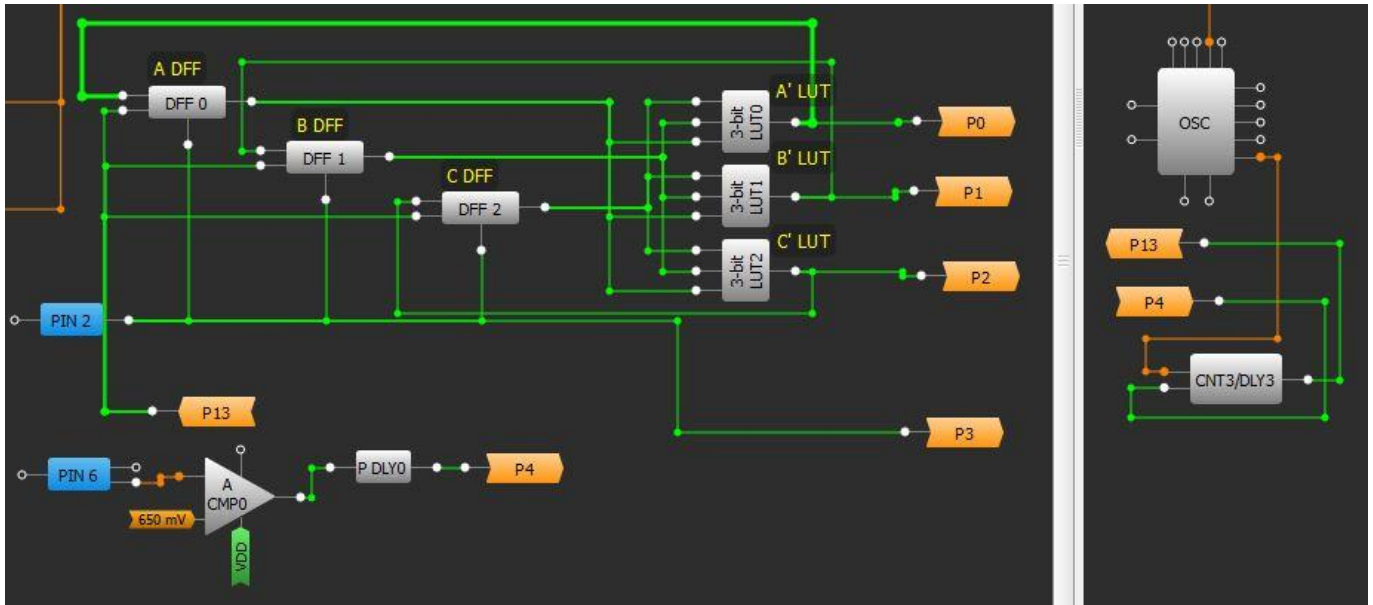 A DFF
DFF 0
B DFF
DFF 1
C DFF
DFF 2
A' LUT
3-bit
LUT0
P0
B' LUT
3-bit
LUT1
P1
C' LUT
3-bit
LUT2
P2
PIN 2
P13
P3
PIN 6
A
CMP0
650 mV
VDD
P DLY0
P4
OSC
P13
P4
CNT3/DLY3